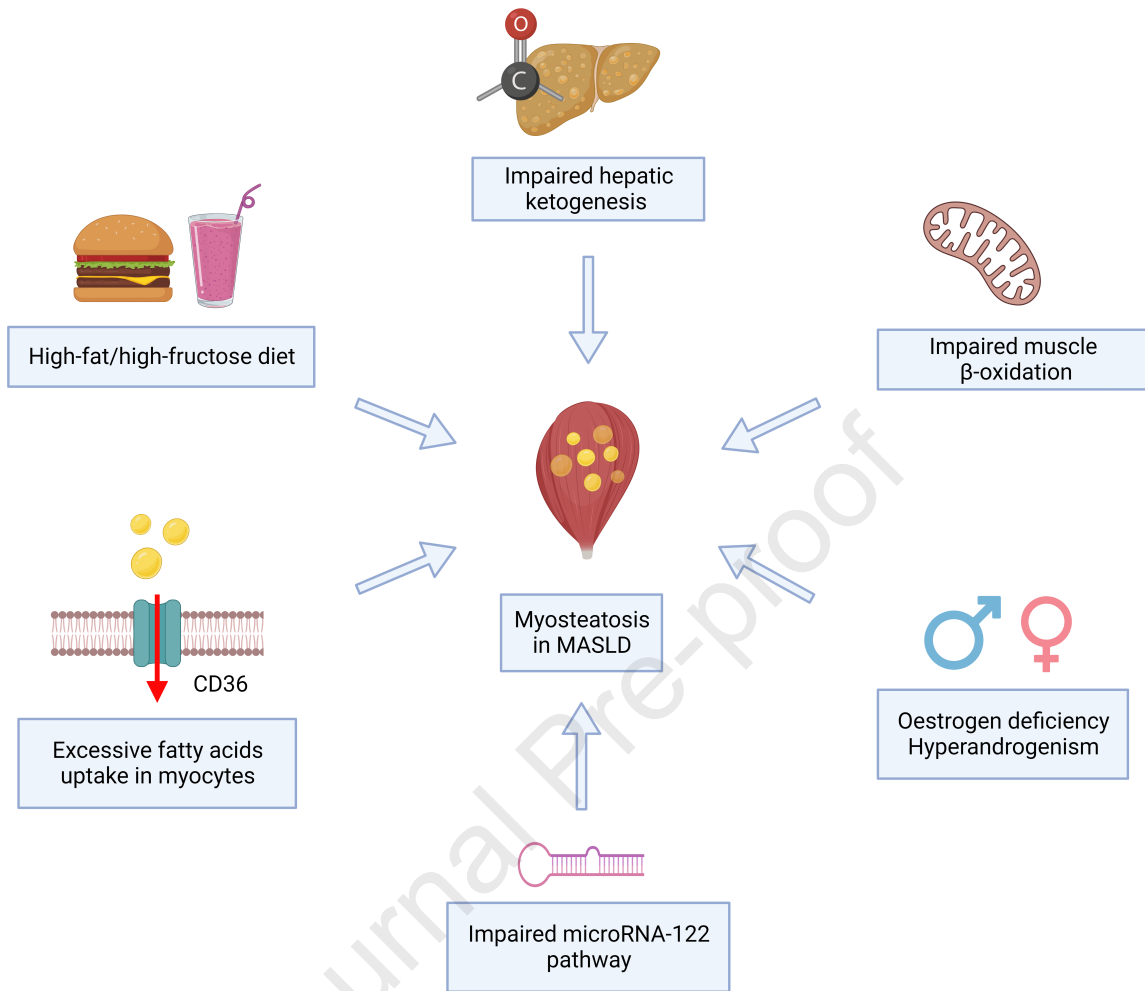 O
C
Impaired hepatic
ketogenesis
High-fat/high-fructose diet
Impaired muscle
β-oxidation
CD36
Excessive fatty acids
uptake in myocytes
Myosteatosis
in MASLD
Oestrogen deficiency
Hyperandrogenism
Impaired microRNA-122
pathway
urnal Pre-proof